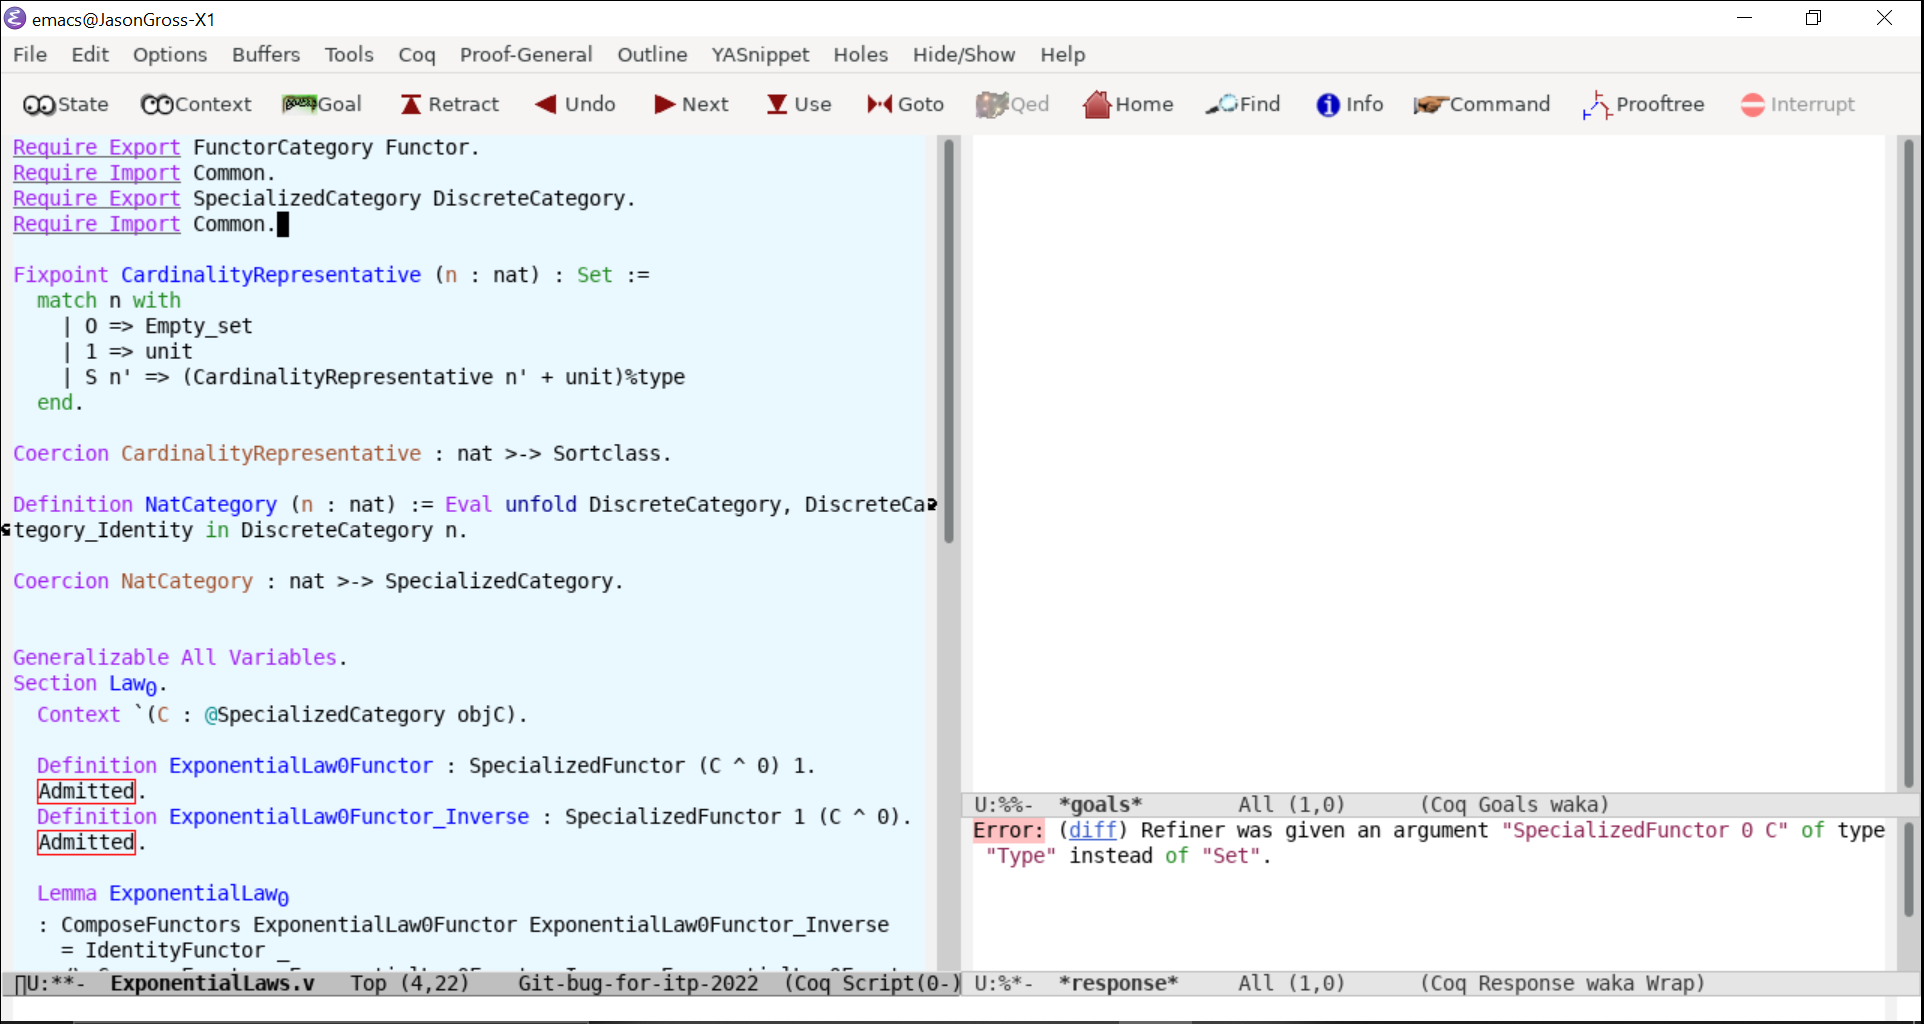 emacs@JasonGross-X1
File Edit Options Buffers Tools Coq Proof-General Outline YASnippet Holes Hide/Show Help
State Context Goal Retract Undo Next Use Goto Qed Home Find Info Command Prooftree Interrupt
Require Export FunctorCategory Functor.
Require Import Common.
Require Export SpecializedCategory DiscreteCategory.
Require Import Common.
Fixpoint CardinalityRepresentative (n : nat) : Set :=
match n with
| O => Empty_set
| 1 => unit
| S n' => (CardinalityRepresentative n' + unit)%type
end.
Coercion CardinalityRepresentative : nat >-> Sortclass.
Definition NatCategory (n : nat) := Eval unfold DiscreteCategory, DiscreteCa
tegory_Identity in DiscreteCategory n.
Coercion NatCategory : nat >-> SpecializedCategory.
Generalizable All Variables.
Section Law₀.
Context `(C : @SpecializedCategory objC).
Definition ExponentialLaw0Functor : SpecializedFunctor (C ^ 0) 1.
Admitted.
Definition ExponentialLaw0Functor_Inverse : SpecializedFunctor 1 (C ^ 0).
Admitted.
Lemma ExponentialLaw₀
: ComposeFunctors ExponentialLaw0Functor ExponentialLaw0Functor_Inverse
= IdentityFunctor _
U:**- ExponentialLaws.v Top (4,22) Git-bug-for-itp-2022 (Coq Script(0-)
U:%%- *goals* All (1,0) (Coq Goals waka)
Error: (diff) Refiner was given an argument "SpecializedFunctor 0 C" of type
"Type" instead of "Set".
U:%*- *response* All (1,0) (Coq Response waka Wrap)